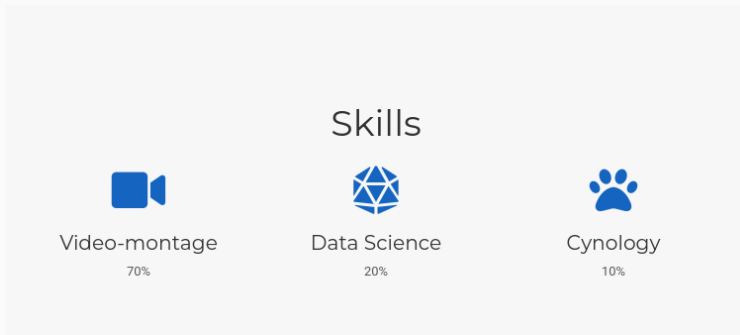 Skills
Video-montage
70%
Data Science
20%
Cynology
10%